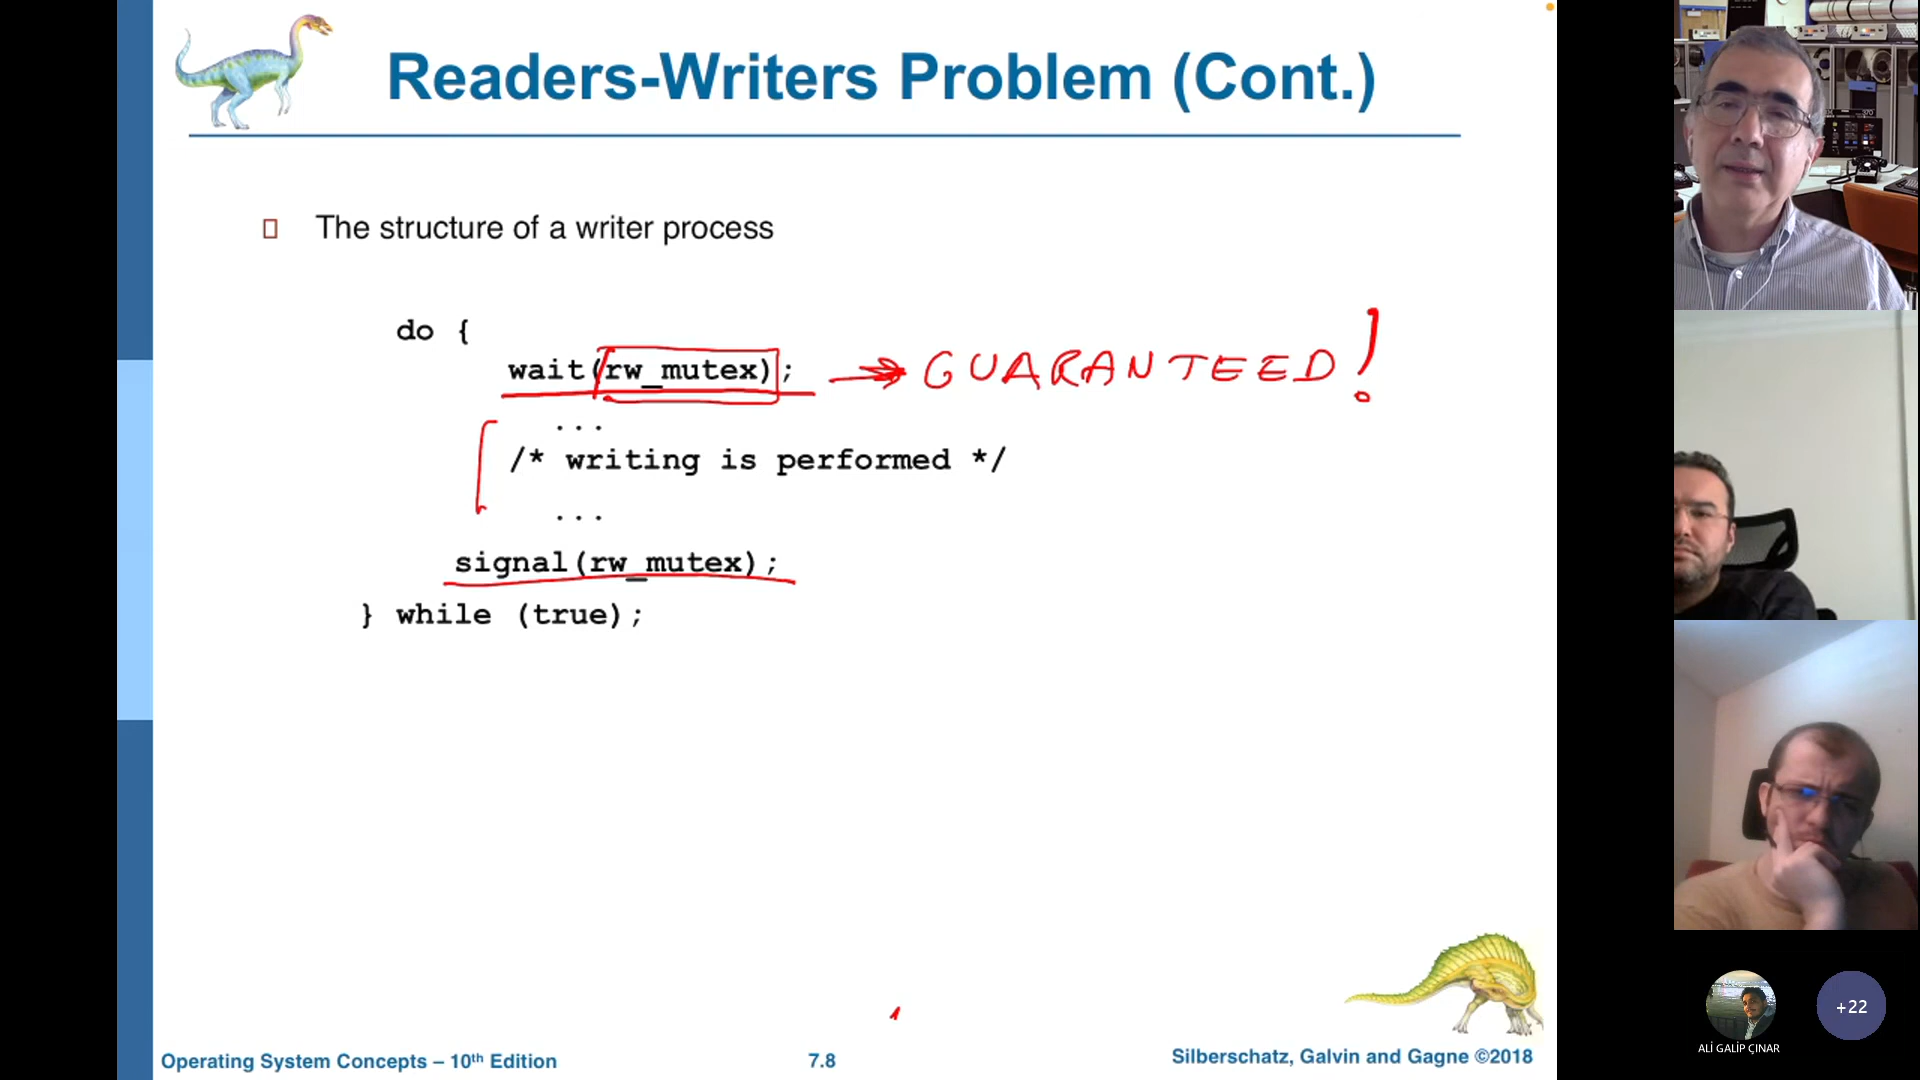 Readers-Writers Problem (Cont.)
The structure of a writer process
do {
wait(rw_mutex); GUARANTEED!
...
/* writing is performed */
...
signal(rw_mutex);
} while (true);
Operating System Concepts – 10th Edition 7.8 Silberschatz, Galvin and Gagne ©2018
+22
ALİ GALİP ÇINAR